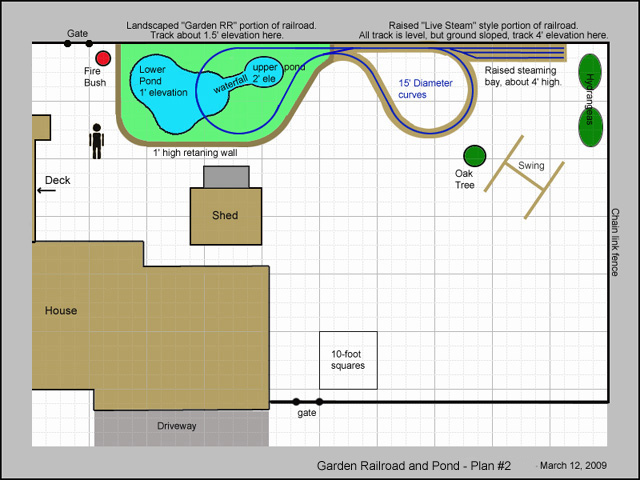 Gate
Landscaped "Garden RR" portion of railroad.
Track about 1.5' elevation here.
Raised "Live Steam" style portion of railroad.
All track is level, but ground sloped, track 4' elevation here.
Fire
Bush
Lower
Pond
1' elevation
waterfall
upper pond
2' ele
15' Diameter
curves
Raised steaming
bay, about 4' high.
Hydrangeas
1' high retaning wall
Deck
Shed
Oak
Tree
Swing
Chain link fence
House
10-foot
squares
gate
Driveway
Garden Railroad and Pond - Plan #2
March 12, 2009